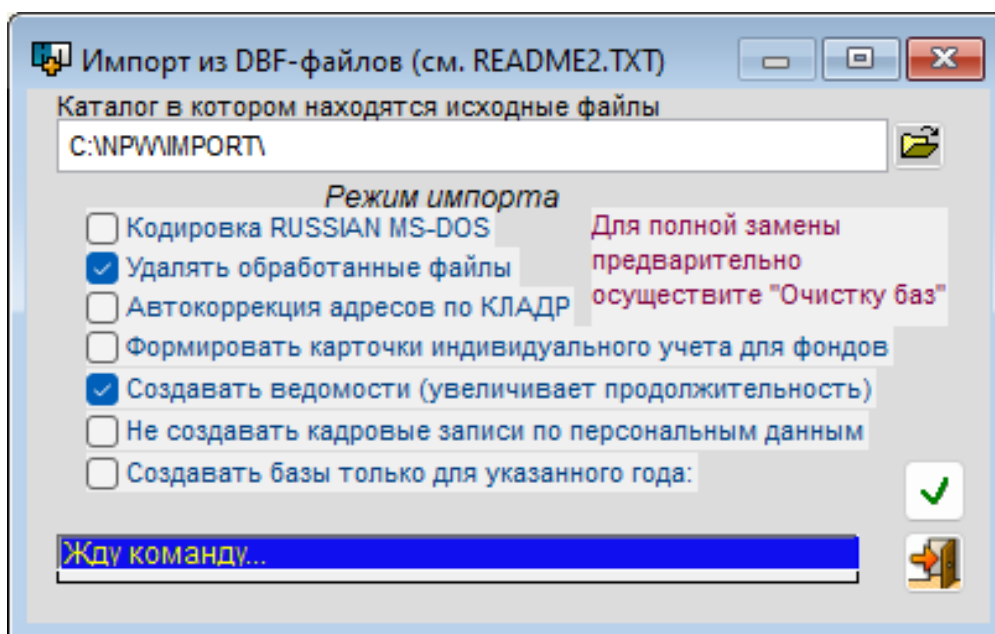 Импорт из DBF-файлов (см. README2.TXT)
Каталог в котором находятся исходные файлы
C:\NPW\IMPORT\
Режим импорта
Кодировка RUSSIAN MS-DOS
Удалять обработанные файлы
Автокоррекция адресов по КЛАДР
Для полной замены
предварительно
осуществите "Очистку баз"
Формировать карточки индивидуального учета для фондов
Создавать ведомости (увеличивает продолжительность)
Не создавать кадровые записи по персональным данным
Создавать базы только для указанного года:
Жду команду...